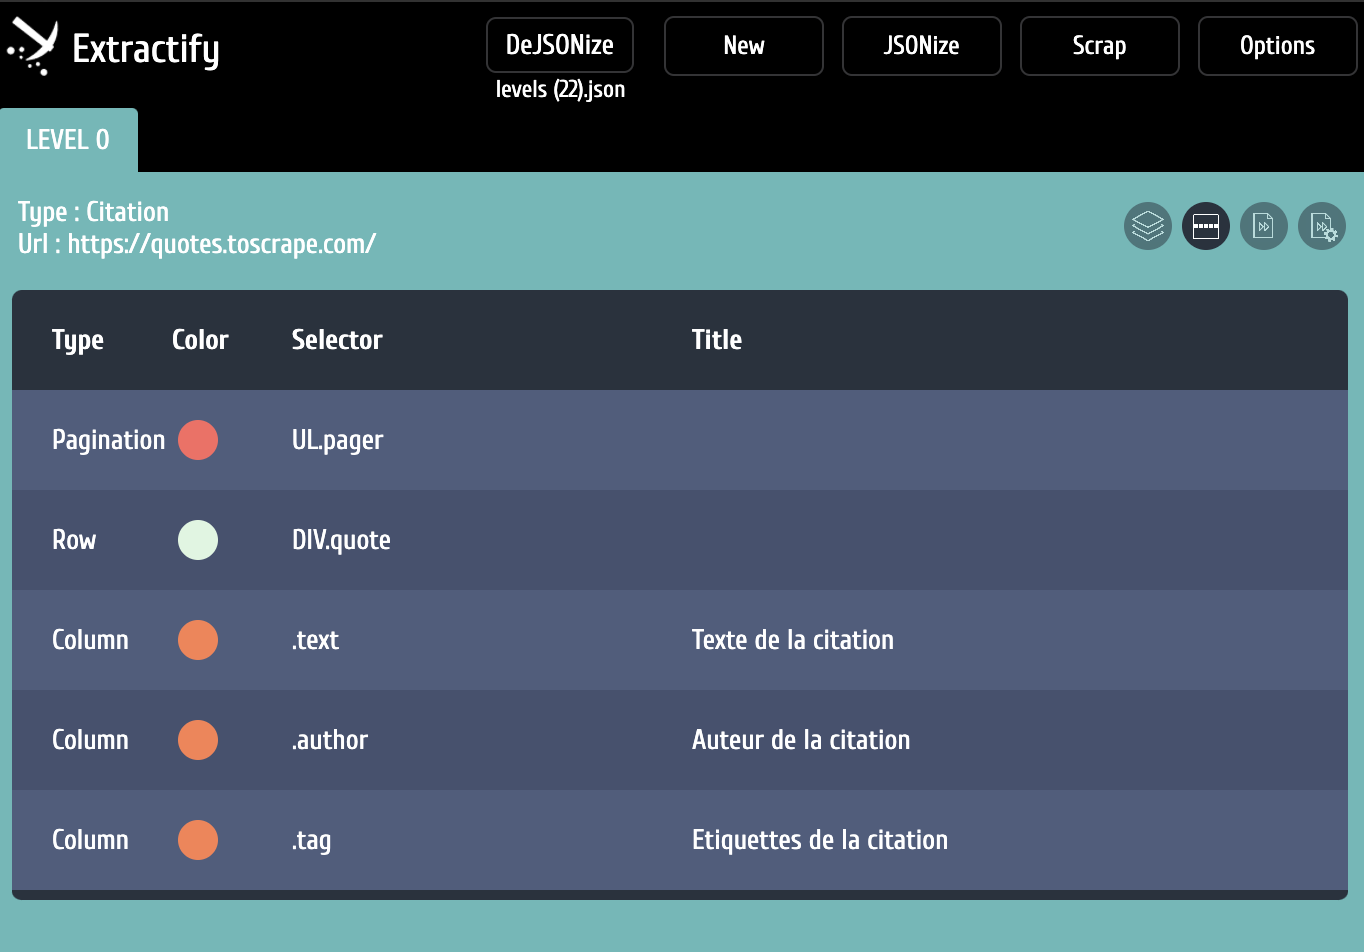 Extractify
DeJSONize
New
JSONize
Scrap
Options
levels (22).json
LEVEL 0
Type : Citation
Url : https://quotes.toscrape.com/
Type Color Selector Title
Pagination UL.pager
Row DIV.quote
Column .text Texte de la citation
Column .author Auteur de la citation
Column .tag Etiquettes de la citation